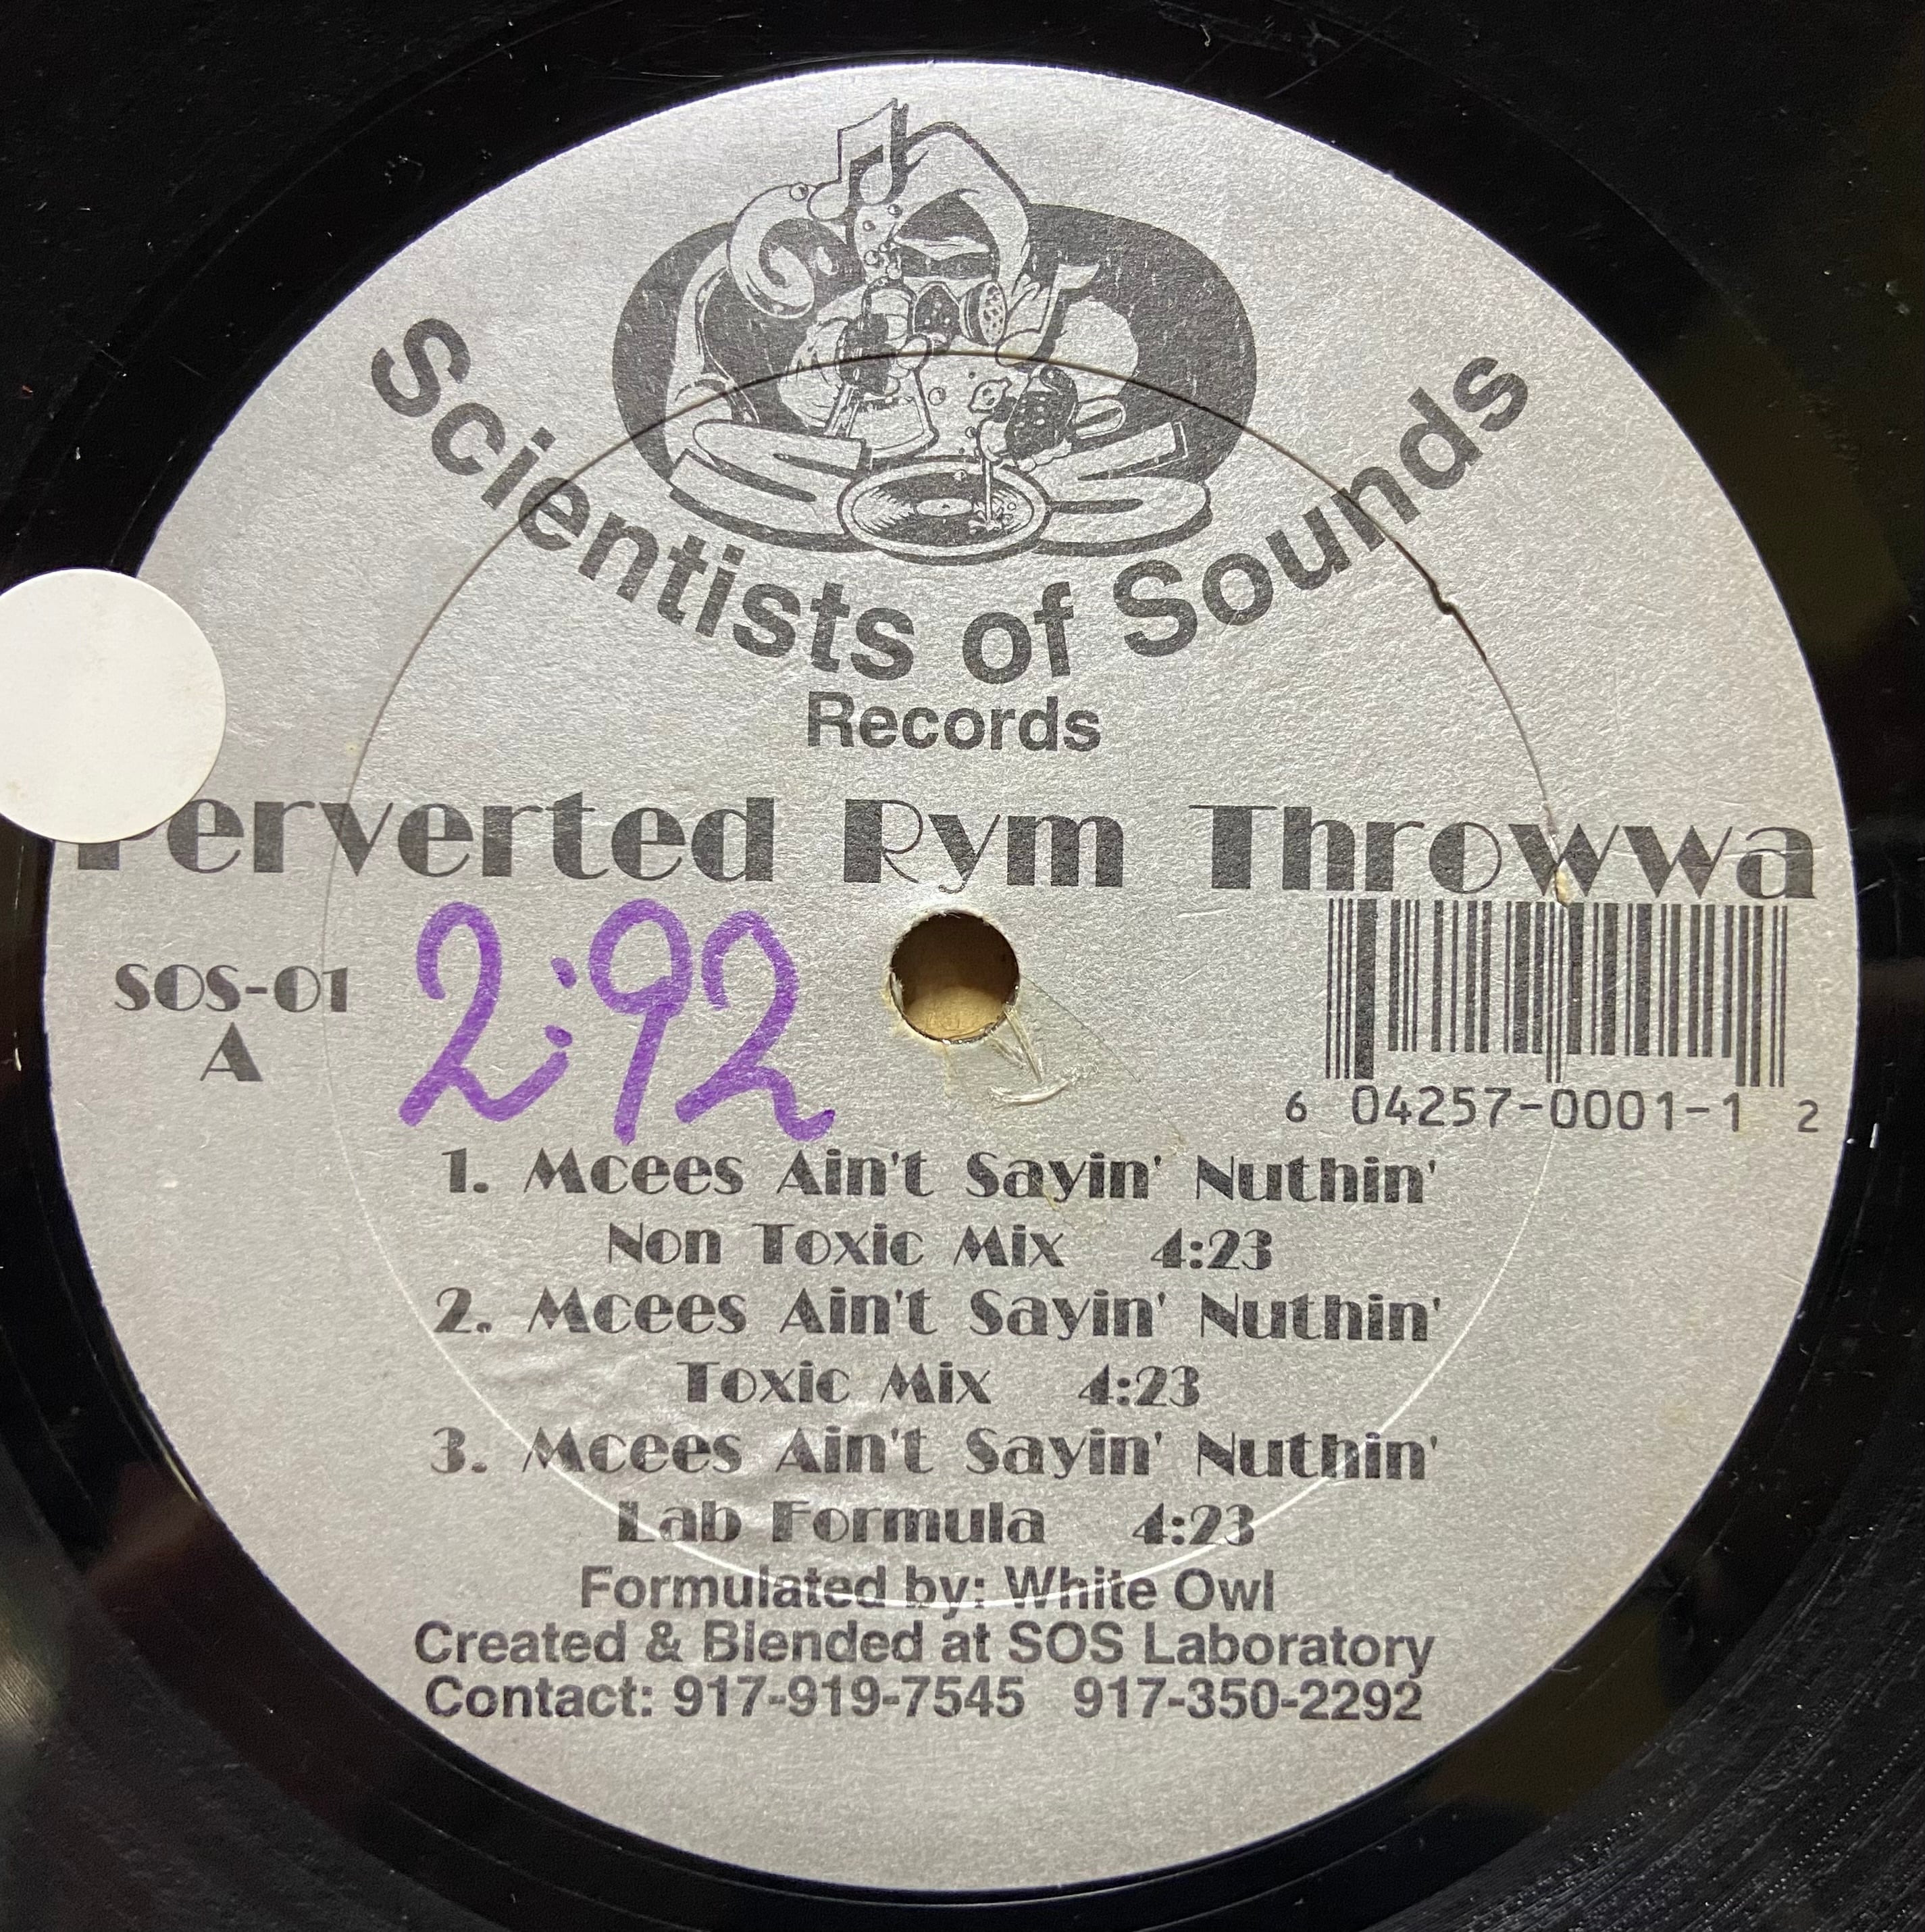 Scientists of Sounds
Records
Perverted Rym Throwwa
SOS-01
A
2:92
6 04257-0001-1 2
1. Mcees Ain't Sayin' Nuthin'
Non Toxic Mix 4:23
2. Mcees Ain't Sayin' Nuthin'
Toxic Mix 4:23
3. Mcees Ain't Sayin' Nuthin'
Lab Formula 4:23
Formulated by: White Owl
Created & Blended at SOS Laboratory
Contact: 917-919-7545 917-350-2292